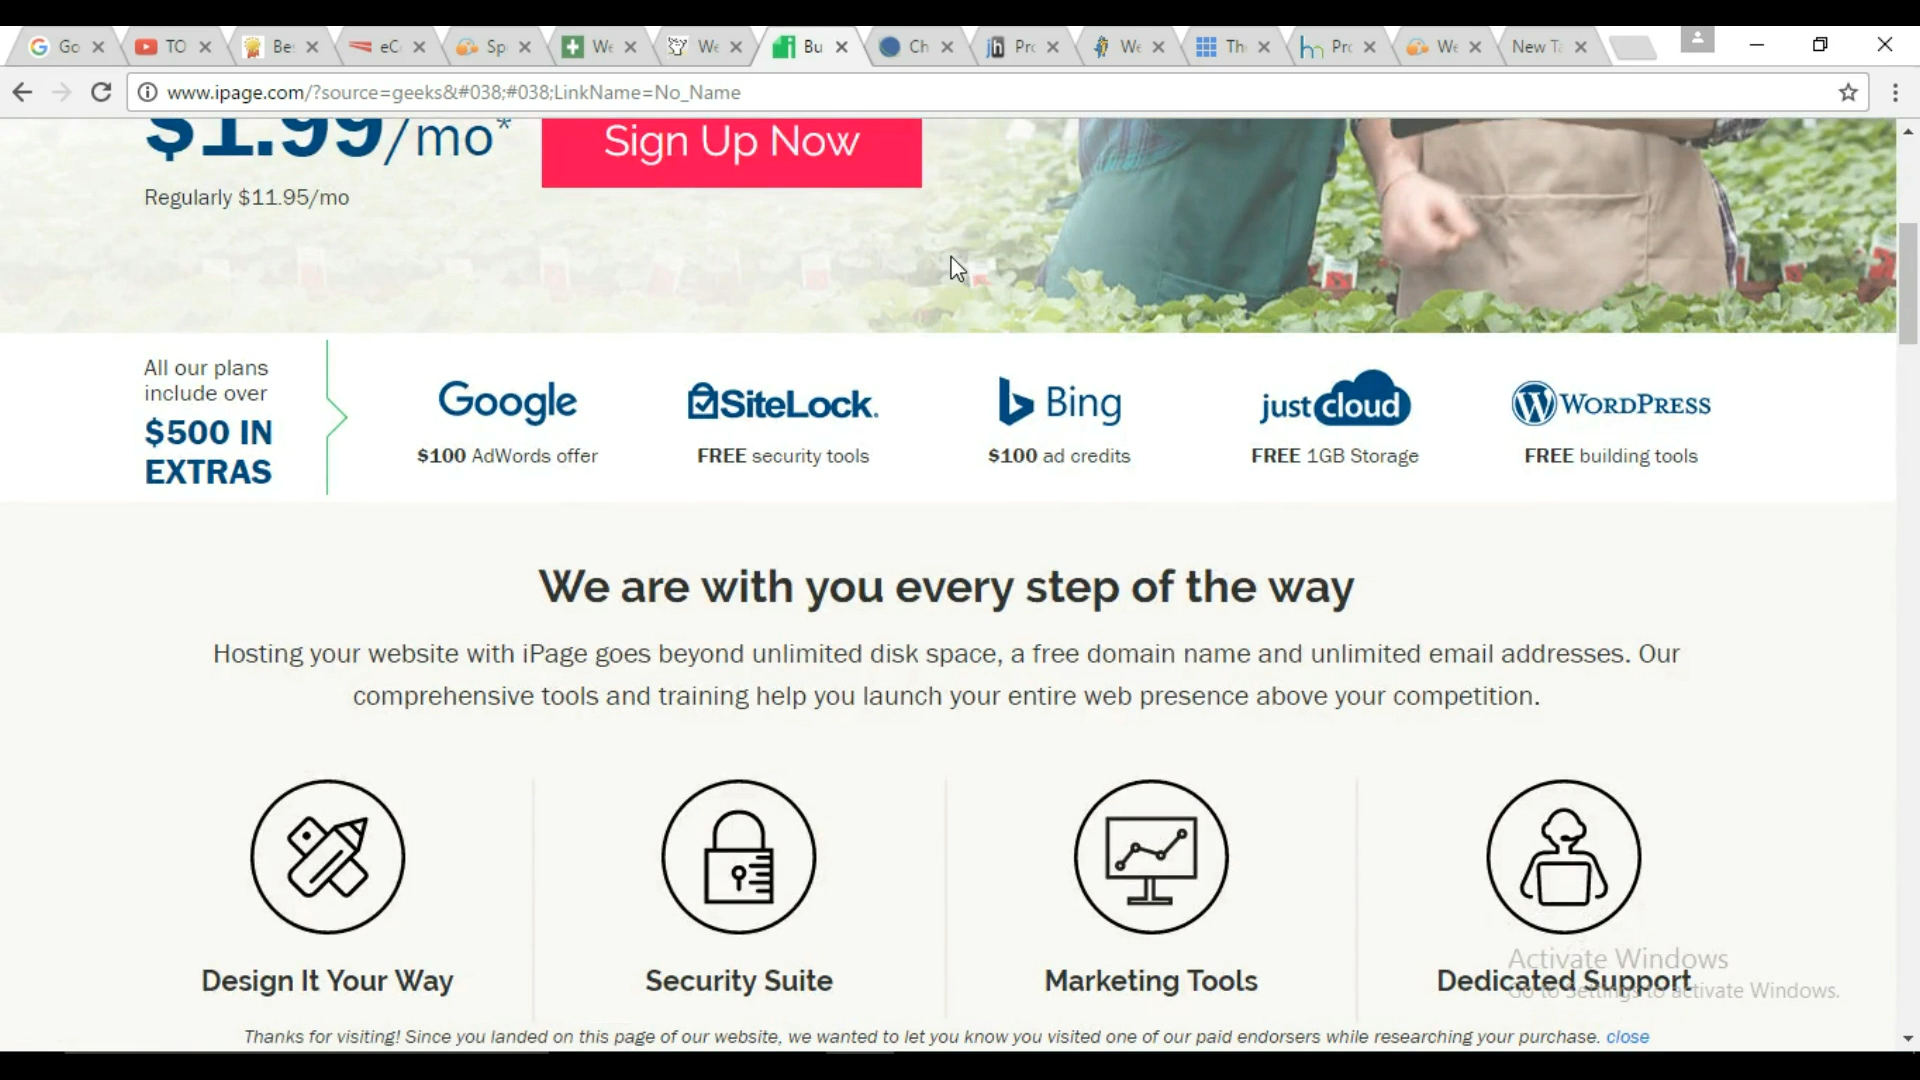 Go
TO
Be
eC
Sp
We
We
Bu
Ch
Pro
We
Th
Pro
We
New Ta
www.ipage.com/?source=geeks&#038;#038;LinkName=No_Name
$1.99/mo*
Sign Up Now
Regularly $11.95/mo
All our plans
include over
$500 IN
EXTRAS
Google
$100 AdWords offer
SiteLock.
FREE security tools
Bing
$100 ad credits
justcloud
FREE 1GB Storage
WORDPRESS
FREE building tools
We are with you every step of the way
Hosting your website with iPage goes beyond unlimited disk space, a free domain name and unlimited email addresses. Our
comprehensive tools and training help you launch your entire web presence above your competition.
Design It Your Way
Security Suite
Marketing Tools
Dedicated Support
Activate Windows
Go to Settings to activate Windows.
Thanks for visiting! Since you landed on this page of our website, we wanted to let you know you visited one of our paid endorsers while researching your purchase. close